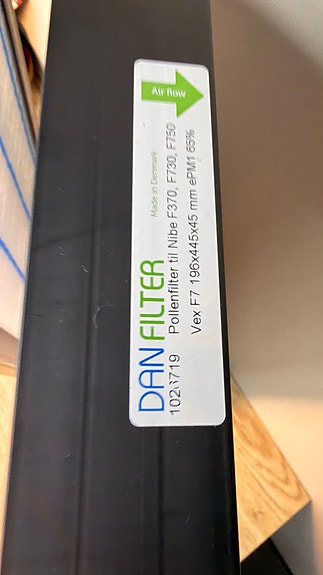 DAN FILTER
Made in Denmark
Air flow
Pollenfilter til Nibe F370, F730, F750
Vex F7 196x445x45 mm ePM1 65%